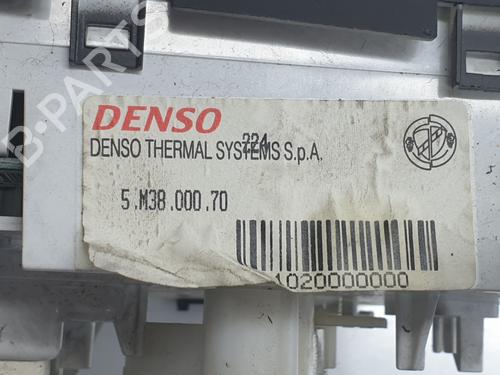 DENSO
224
DENSO THERMAL SYSTEMS S.p.A.
5.M38.000.70
1020000000
B-PARTS